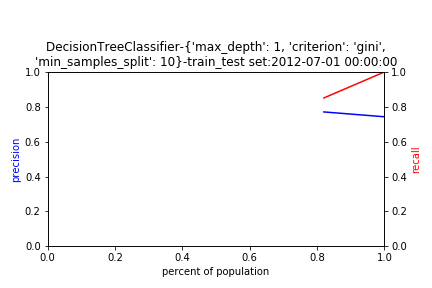 DecisionTreeClassifier-{'max_depth': 1, 'criterion': 'gini',
'min_samples_split': 10}-train_test set:2012-07-01 00:00:00
1.0
0.8
0.6
0.4
0.2
0.0
precision
1.0
0.8
0.6
0.4
0.2
0.0
recall
0.0 0.2 0.4 0.6 0.8 1.0
percent of population